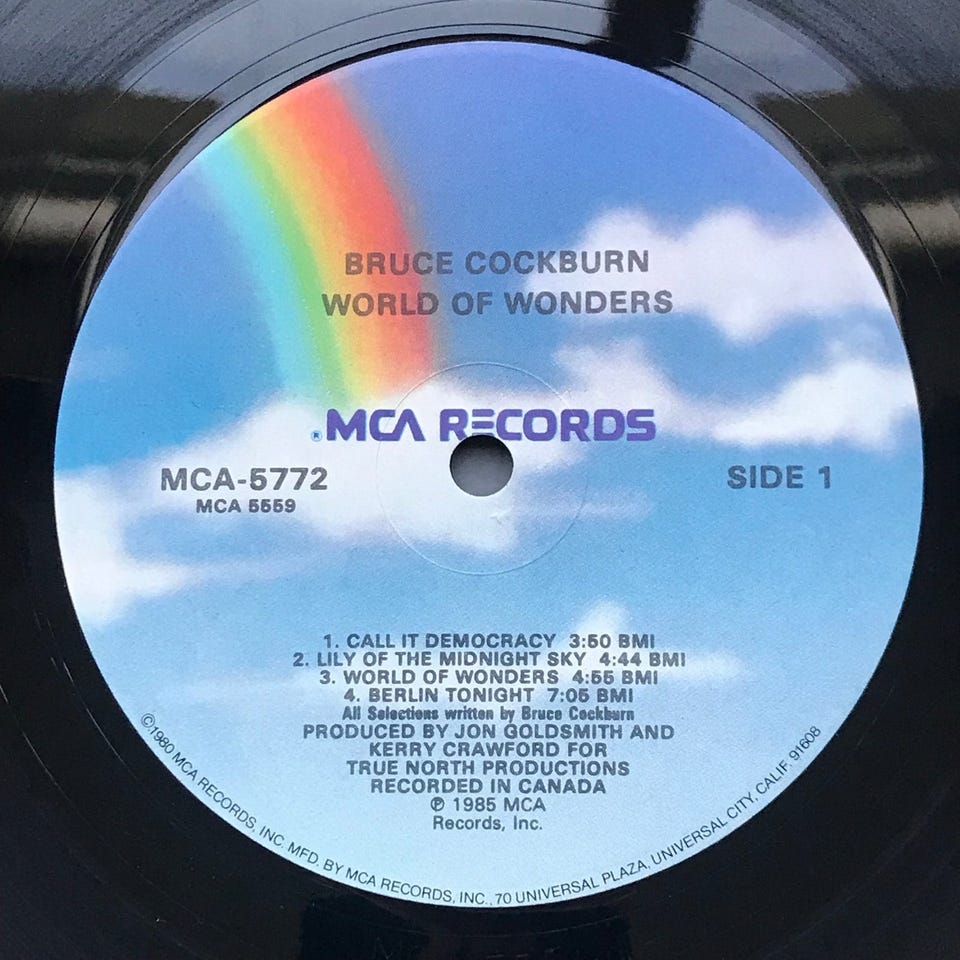 BRUCE COCKBURN
WORLD OF WONDERS
® MCA RECORDS
MCA-5772
MCA 5559
SIDE 1
1. CALL IT DEMOCRACY 3:50 BMI
2. LILY OF THE MIDNIGHT SKY 4:44 BMI
3. WORLD OF WONDERS 4:55 BMI
4. BERLIN TONIGHT 7:05 BMI
All Selections written by Bruce Cockburn
PRODUCED BY JON GOLDSMITH AND
KERRY CRAWFORD FOR
TRUE NORTH PRODUCTIONS
RECORDED IN CANADA
℗ 1985 MCA
Records, Inc.
©1980 MCA RECORDS, INC. MFD. BY MCA RECORDS, INC., 70 UNIVERSAL PLAZA, UNIVERSAL CITY, CALIF. 91608